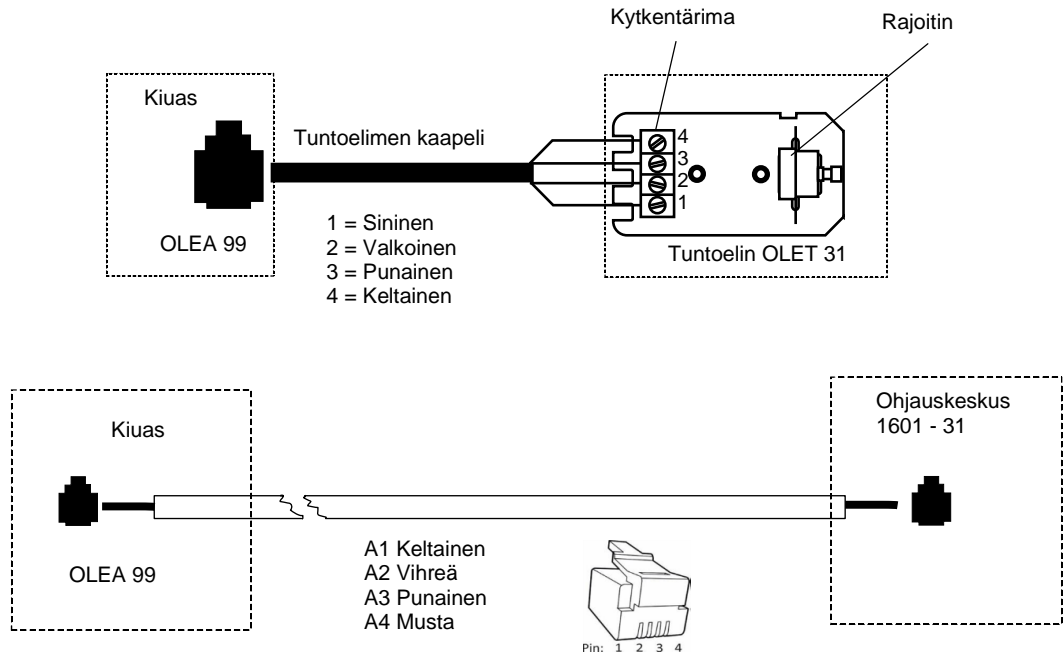 Kytkentärima
Rajoitin
Kiuas
Tuntoelimen kaapeli
4
3
2
1
OLEA 99
1 = Sininen
2 = Valkoinen
3 = Punainen
4 = Keltainen
Tuntoelin OLET 31
Kiuas
Ohjauskeskus
1601 - 31
OLEA 99
A1 Keltainen
A2 Vihreä
A3 Punainen
A4 Musta
Pin: 1 2 3 4